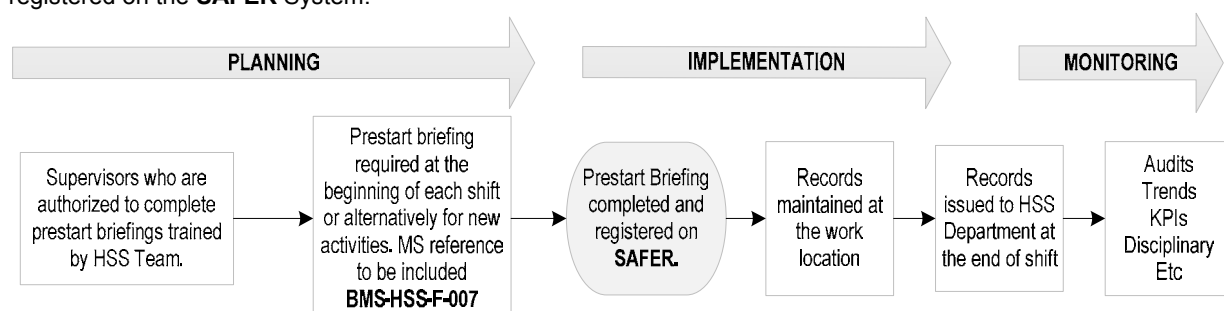 registered on the SAFER System.
PLANNING
IMPLEMENTATION
MONITORING
Supervisors who are
authorized to complete
prestart briefings trained
by HSS Team.
Prestart briefing
required at the
beginning of each shift
or alternatively for new
activities. MS reference
to be included
BMS-HSS-F-007
Prestart Briefing
completed and
registered on
SAFER.
Records
maintained at
the work
location
Records
issued to HSS
Department at
the end of shift
Audits
Trends
KPIs
Disciplinary
Etc